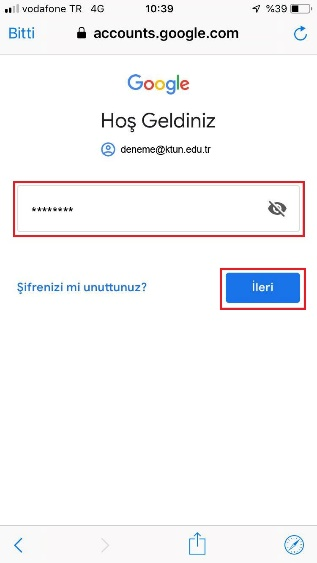 vodafone TR 4G 10:39 %39
Bitti accounts.google.com
Google
Hoş Geldiniz
deneme@ktun.edu.tr
********
Şifrenizi mi unuttunuz? İleri